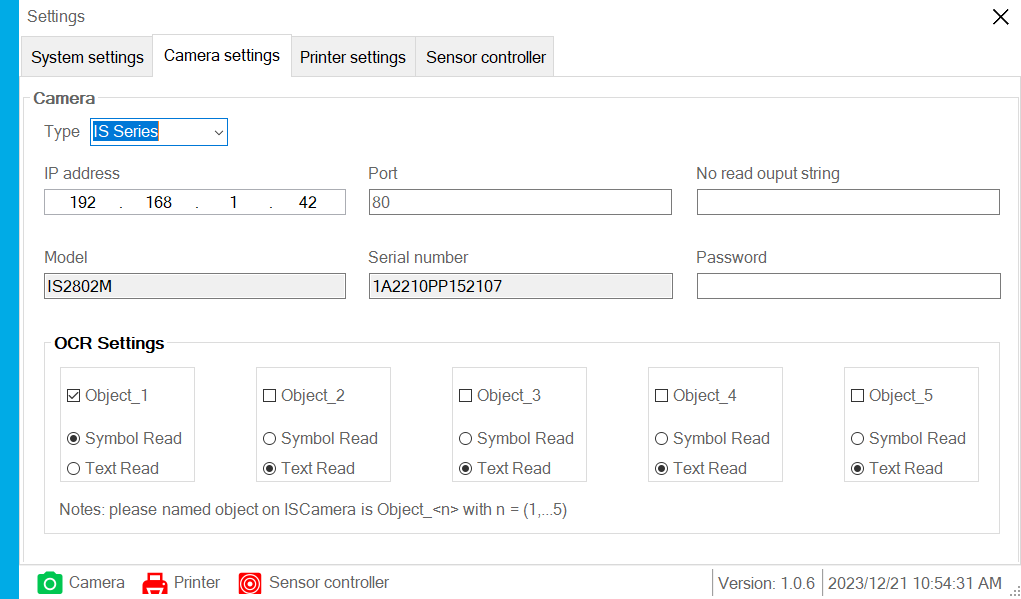 Settings
System settings Camera settings Printer settings Sensor controller
Camera
Type IS Series
IP address Port No read ouput string
192 . 168 . 1 . 42 80
Model Serial number Password
IS2802M 1A2210PP152107
OCR Settings
Object_1 Object_2 Object_3 Object_4 Object_5
Symbol Read Symbol Read Symbol Read Symbol Read Symbol Read
Text Read Text Read Text Read Text Read Text Read
Notes: please named object on ISCamera is Object_<n> with n = (1,...5)
Camera Printer Sensor controller Version: 1.0.6 2023/12/21 10:54:31 AM